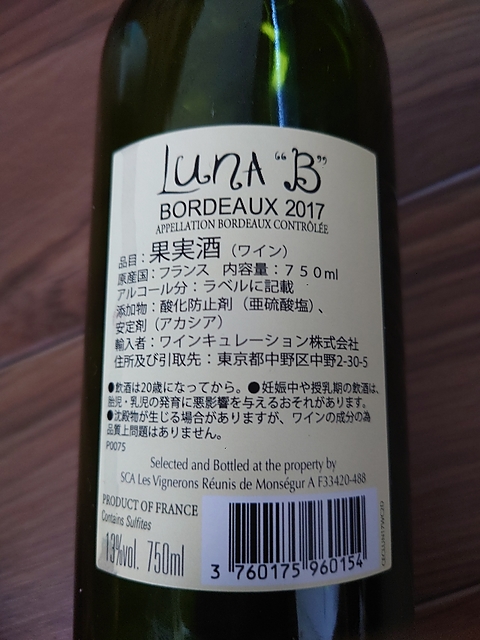 Luna "B"
BORDEAUX 2017
APPELLATION BORDEAUX CONTRÔLÉE
品目：果実酒（ワイン）
原産国：フランス 内容量：７５０ml
アルコール分：ラベルに記載
添加物：酸化防止剤（亜硫酸塩）、
安定剤（アカシア）
輸入者：ワインキュレーション株式会社
住所及び引取先：東京都中野区中野2-30-5
●飲酒は20歳になってから。●妊娠中や授乳期の飲酒は、
胎児・乳児の発育に悪影響を与えるおそれがあります。
●沈殿物が生じる場合がありますが、ワインの成分の為
品質上問題はありません。
P0075
Selected and Bottled at the property by
SCA Les Vignerons Réunis de Monségur A F33420-488
PRODUCT OF FRANCE
Contains Sulfites
13%vol. 750ml
3 760175 960154